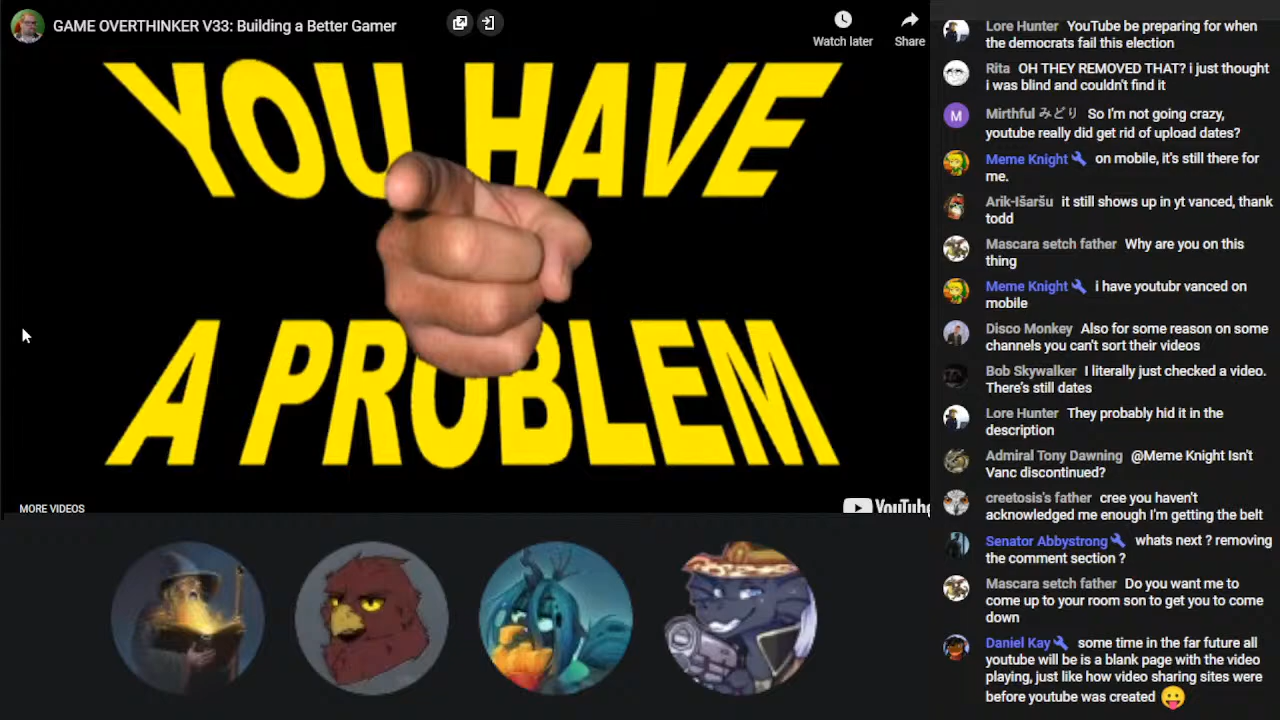 GAME OVERTHINKER V33: Building a Better Gamer
Watch later
Share
YOU HAVE
A PROBLEM
MORE VIDEOS
YouTube
Lore Hunter YouTube be preparing for when
the democrats fail this election
Rita OH THEY REMOVED THAT? i just thought
i was blind and couldn't find it
M
Mirthful みどり So I'm not going crazy,
youtube really did get rid of upload dates?
Meme Knight on mobile, it's still there for
me.
Arik-Išaršu it still shows up in yt vanced, thank
todd
Mascara setch father Why are you on this
thing
Meme Knight i have youtubr vanced on
mobile
Disco Monkey Also for some reason on some
channels you can't sort their videos
Bob Skywalker I literally just checked a video.
There's still dates
Lore Hunter They probably hid it in the
description
Admiral Tony Dawning @Meme Knight Isn't
Vanc discontinued?
creetosis's father cree you haven't
acknowledged me enough I'm getting the belt
Senator Abbystrong whats next ? removing
the comment section ?
Mascara setch father Do you want me to
come up to your room son to get you to come
down
Daniel Kay some time in the far future all
youtube will be is a blank page with the video
playing, just like how video sharing sites were
before youtube was created 😛